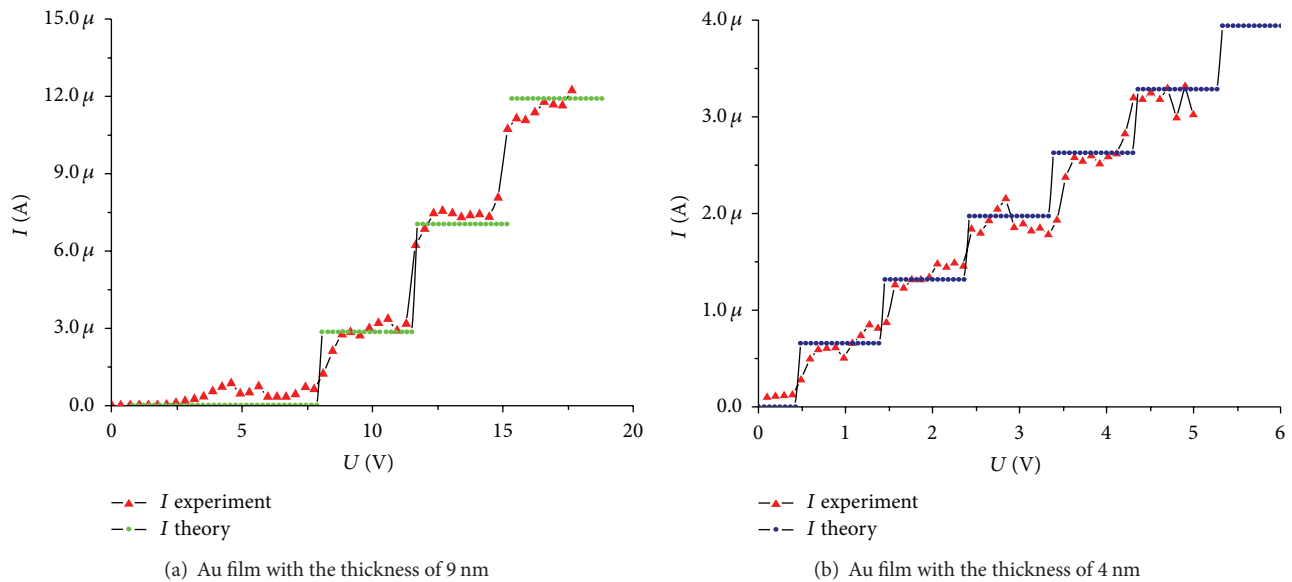 15.0 μ
12.0 μ
9.0 μ
6.0 μ
3.0 μ
0.0
I (A)
0
5
10
15
20
U (V)
I experiment
I theory
(a) Au film with the thickness of 9 nm
4.0 μ
3.0 μ
2.0 μ
1.0 μ
0.0
I (A)
0
1
2
3
4
5
6
U (V)
I experiment
I theory
(b) Au film with the thickness of 4 nm